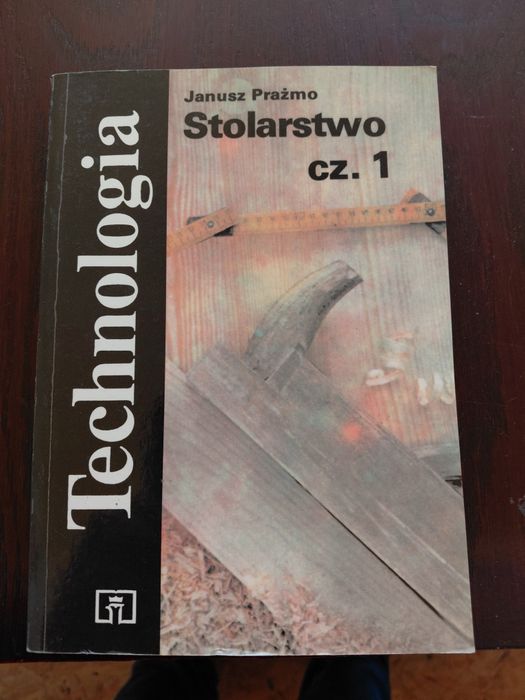 Janusz Prażmo
Stolarstwo
cz. 1
Technologia